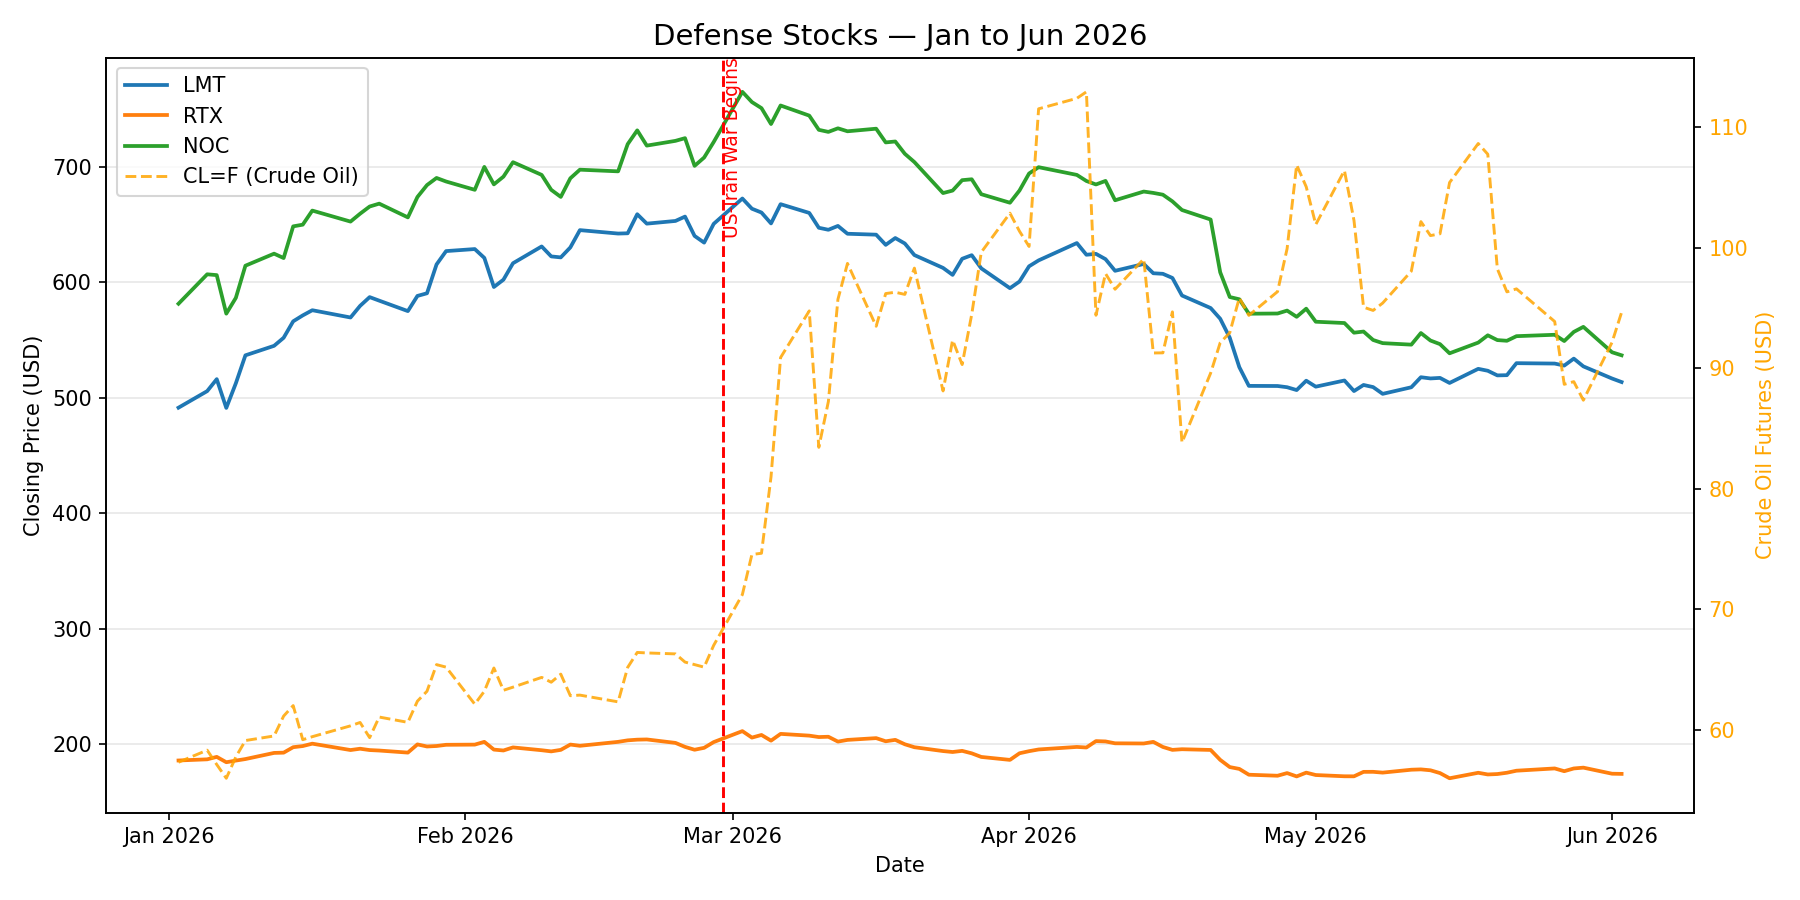 Defense Stocks — Jan to Jun 2026
LMT
RTX
NOC
CL=F (Crude Oil)
US-Iran War Begins
Closing Price (USD)
700
600
500
400
300
200
110
100
90
80
70
60
Crude Oil Futures (USD)
Jan 2026
Feb 2026
Mar 2026
Apr 2026
May 2026
Jun 2026
Date